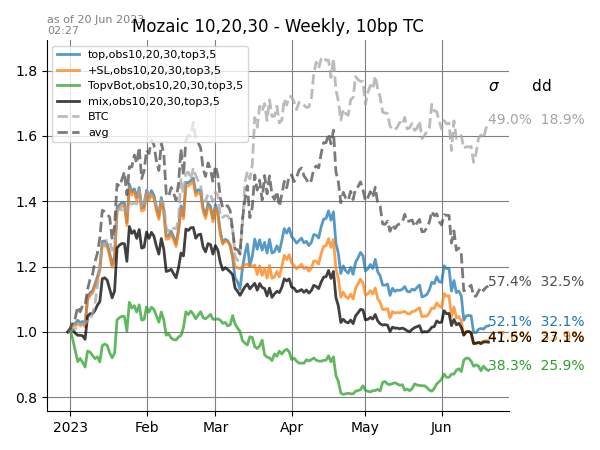 as of 20 Jun 2023
02:27
Mozaic 10,20,30 - Weekly, 10bp TC
top,obs10,20,30,top3,5
+SL,obs10,20,30,top3,5
TopvBot,obs10,20,30,top3,5
mix,obs10,20,30,top3,5
BTC
avg
σ dd
49.0% 18.9%
57.4% 32.5%
52.1% 32.1%
41.5% 27.1%
38.3% 25.9%
1.8
1.6
1.4
1.2
1.0
0.8
2023 Feb Mar Apr May Jun